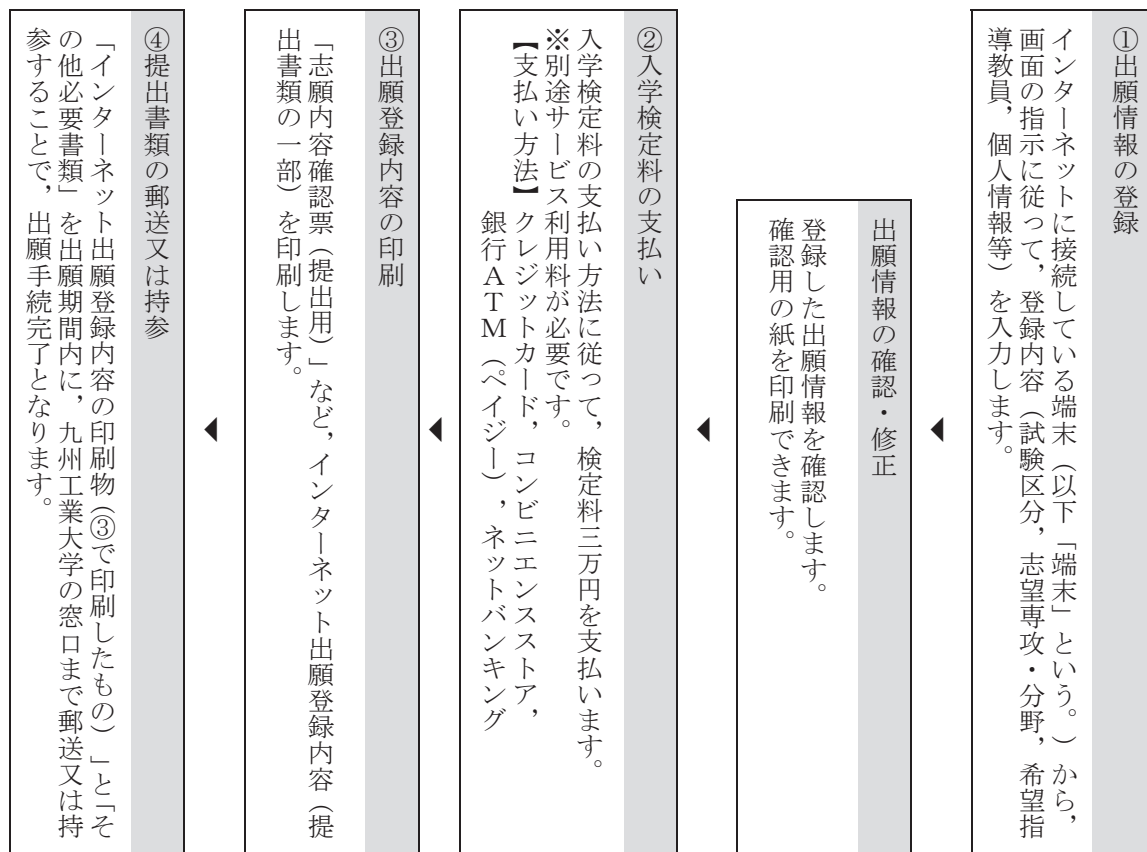 ①出願情報の登録
インターネットに接続している端末（以下「端末」という。）から，
画面の指示に従って，登録内容（試験区分，志望専攻・分野，希望指
導教員，個人情報等）を入力します。
出願情報の確認・修正
登録した出願情報を確認します。
確認用の紙を印刷できます。
②入学検定料の支払い
入学検定料の支払い方法に従って，検定料三万円を支払います。
※別途サービス利用料が必要です。
【支払い方法】クレジットカード，コンビニエンスストア，
銀行ＡＴＭ（ペイジー），ネットバンキング
③出願登録内容の印刷
「志願内容確認票（提出用）」など，インターネット出願登録内容（提
出書類の一部）を印刷します。
④提出書類の郵送又は持参
「インターネット出願登録内容の印刷物（③で印刷したもの）」と「そ
の他必要書類」を出願期間内に，九州工業大学の窓口まで郵送又は持
参することで，出願手続完了となります。